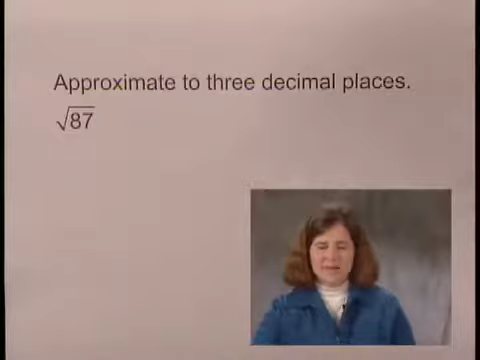 Approximate to three decimal places.
√87